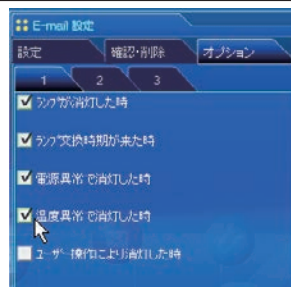 E-mail 設定
設定 確認・削除 オプション
1 2 3
ランプが消灯した時
ランプ交換時期が来た時
電源異常で消灯した時
温度異常で消灯した時
ユーザー操作により消灯した時